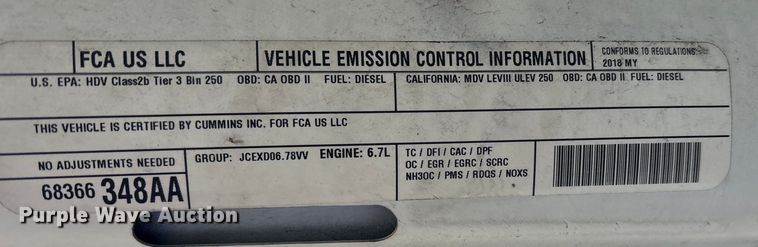 FCA US LLC
VEHICLE EMISSION CONTROL INFORMATION
CONFORMS TO REGULATIONS:
2018 MY
U.S. EPA: HDV Class2b Tier 3 Bin 250 OBD: CA OBD II FUEL: DIESEL
CALIFORNIA: MDV LEVIII ULEV 250 OBD: CA OBD II FUEL: DIESEL
THIS VEHICLE IS CERTIFIED BY CUMMINS INC. FOR FCA US LLC
NO ADJUSTMENTS NEEDED
68366 348AA
GROUP: JCEXD06.78VV ENGINE: 6.7L
TC / DFI / CAC / DPF
OC / EGR / EGRC / SCRC
NH3OC / PMS / RDQS / NOXS
Purple Wave Auction